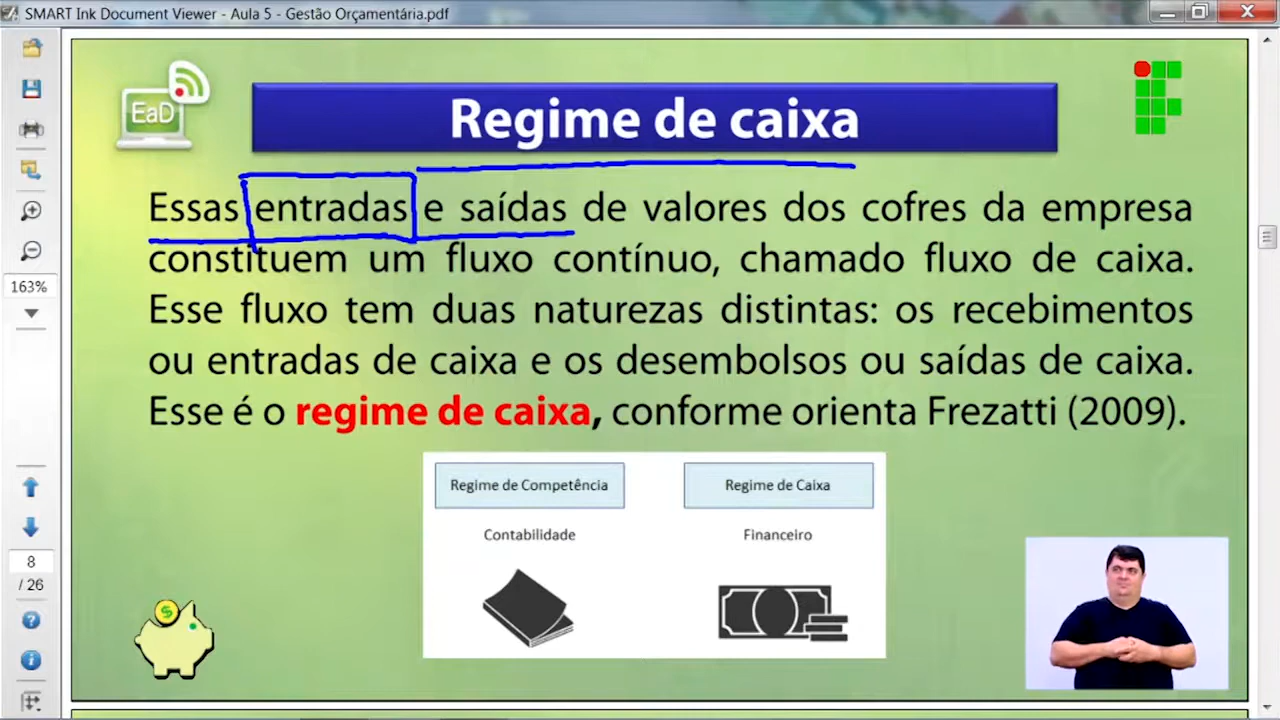 SMART Ink Document Viewer - Aula 5 - Gestão Orçamentária.pdf
EaD
Regime de caixa
Essas entradas e saídas de valores dos cofres da empresa
constituem um fluxo contínuo, chamado fluxo de caixa.
Esse fluxo tem duas naturezas distintas: os recebimentos
ou entradas de caixa e os desembolsos ou saídas de caixa.
Esse é o regime de caixa, conforme orienta Frezatti (2009).
163%
Regime de Competência
Regime de Caixa
Contabilidade
Financeiro
8
/ 26
$